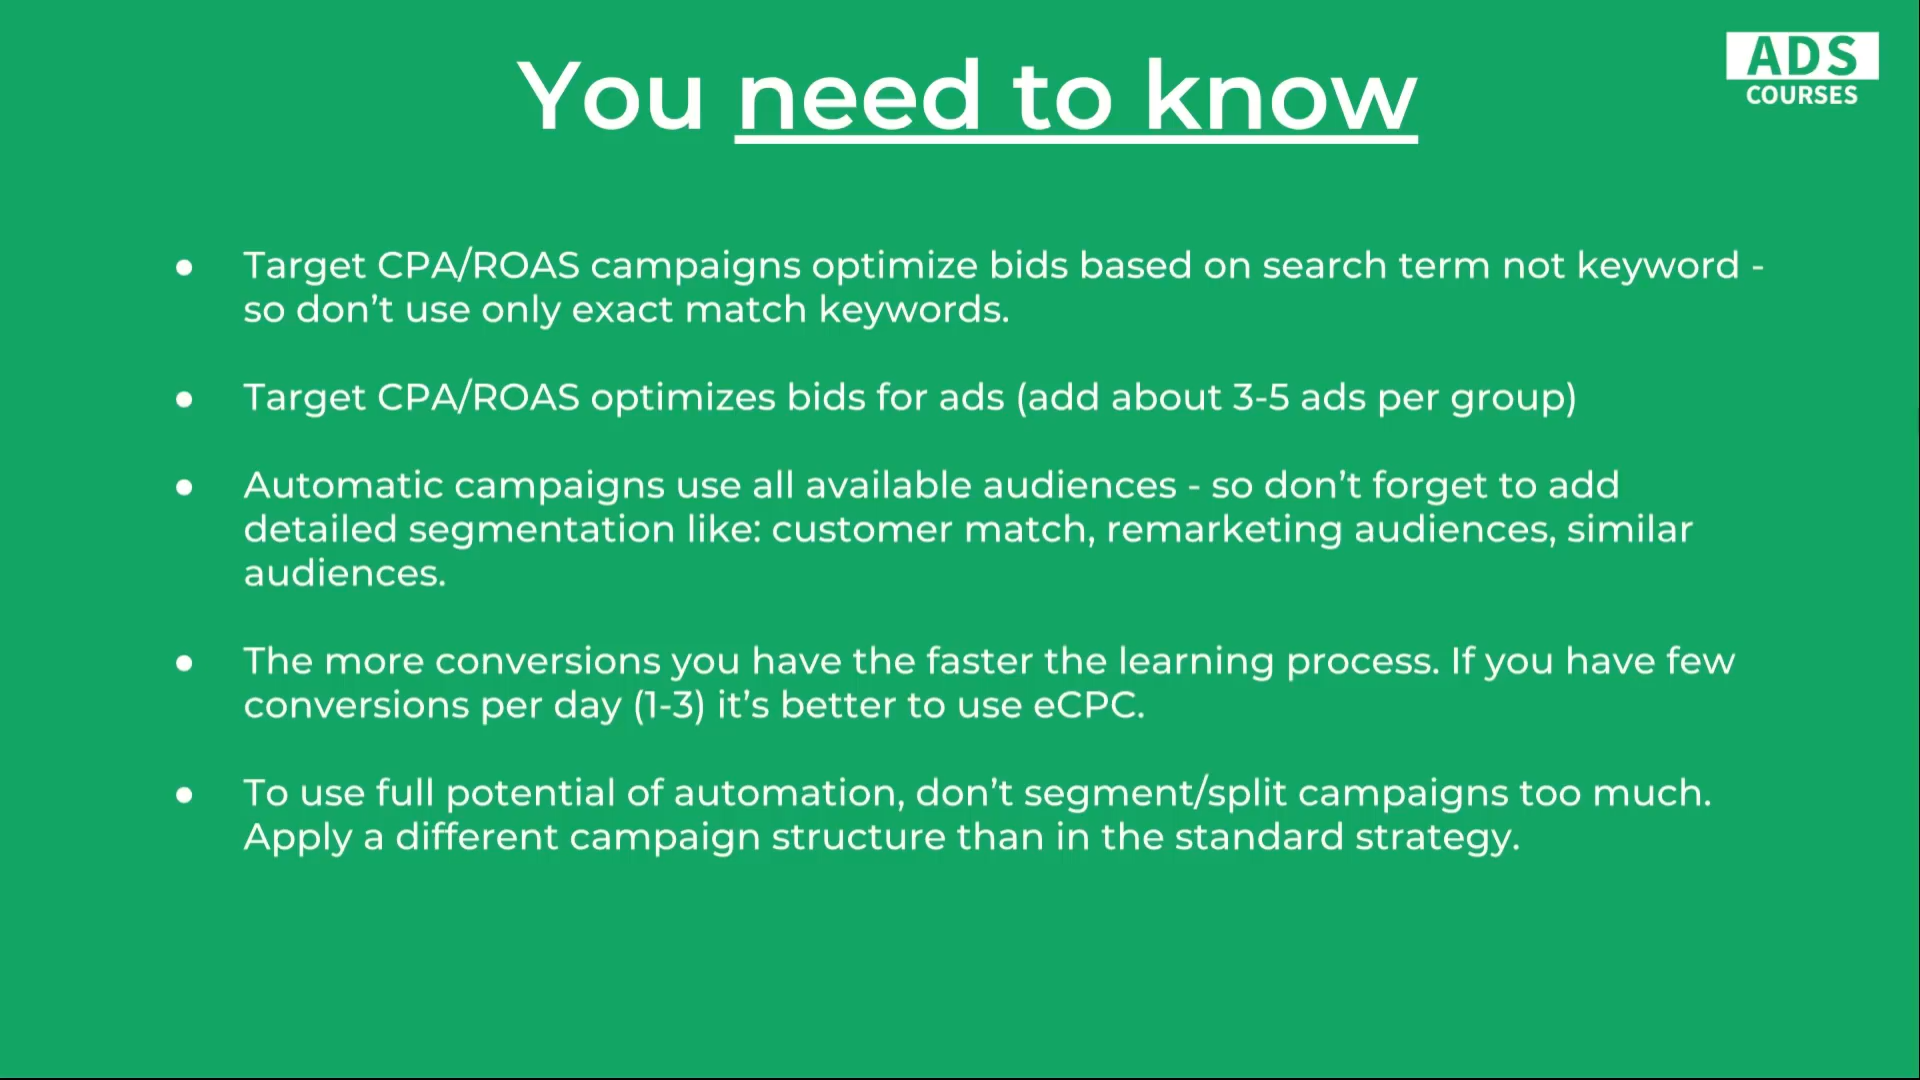 You need to know
ADS
COURSES
● Target CPA/ROAS campaigns optimize bids based on search term not keyword -
so don’t use only exact match keywords.
● Target CPA/ROAS optimizes bids for ads (add about 3-5 ads per group)
● Automatic campaigns use all available audiences - so don’t forget to add
detailed segmentation like: customer match, remarketing audiences, similar
audiences.
● The more conversions you have the faster the learning process. If you have few
conversions per day (1-3) it’s better to use eCPC.
● To use full potential of automation, don’t segment/split campaigns too much.
Apply a different campaign structure than in the standard strategy.